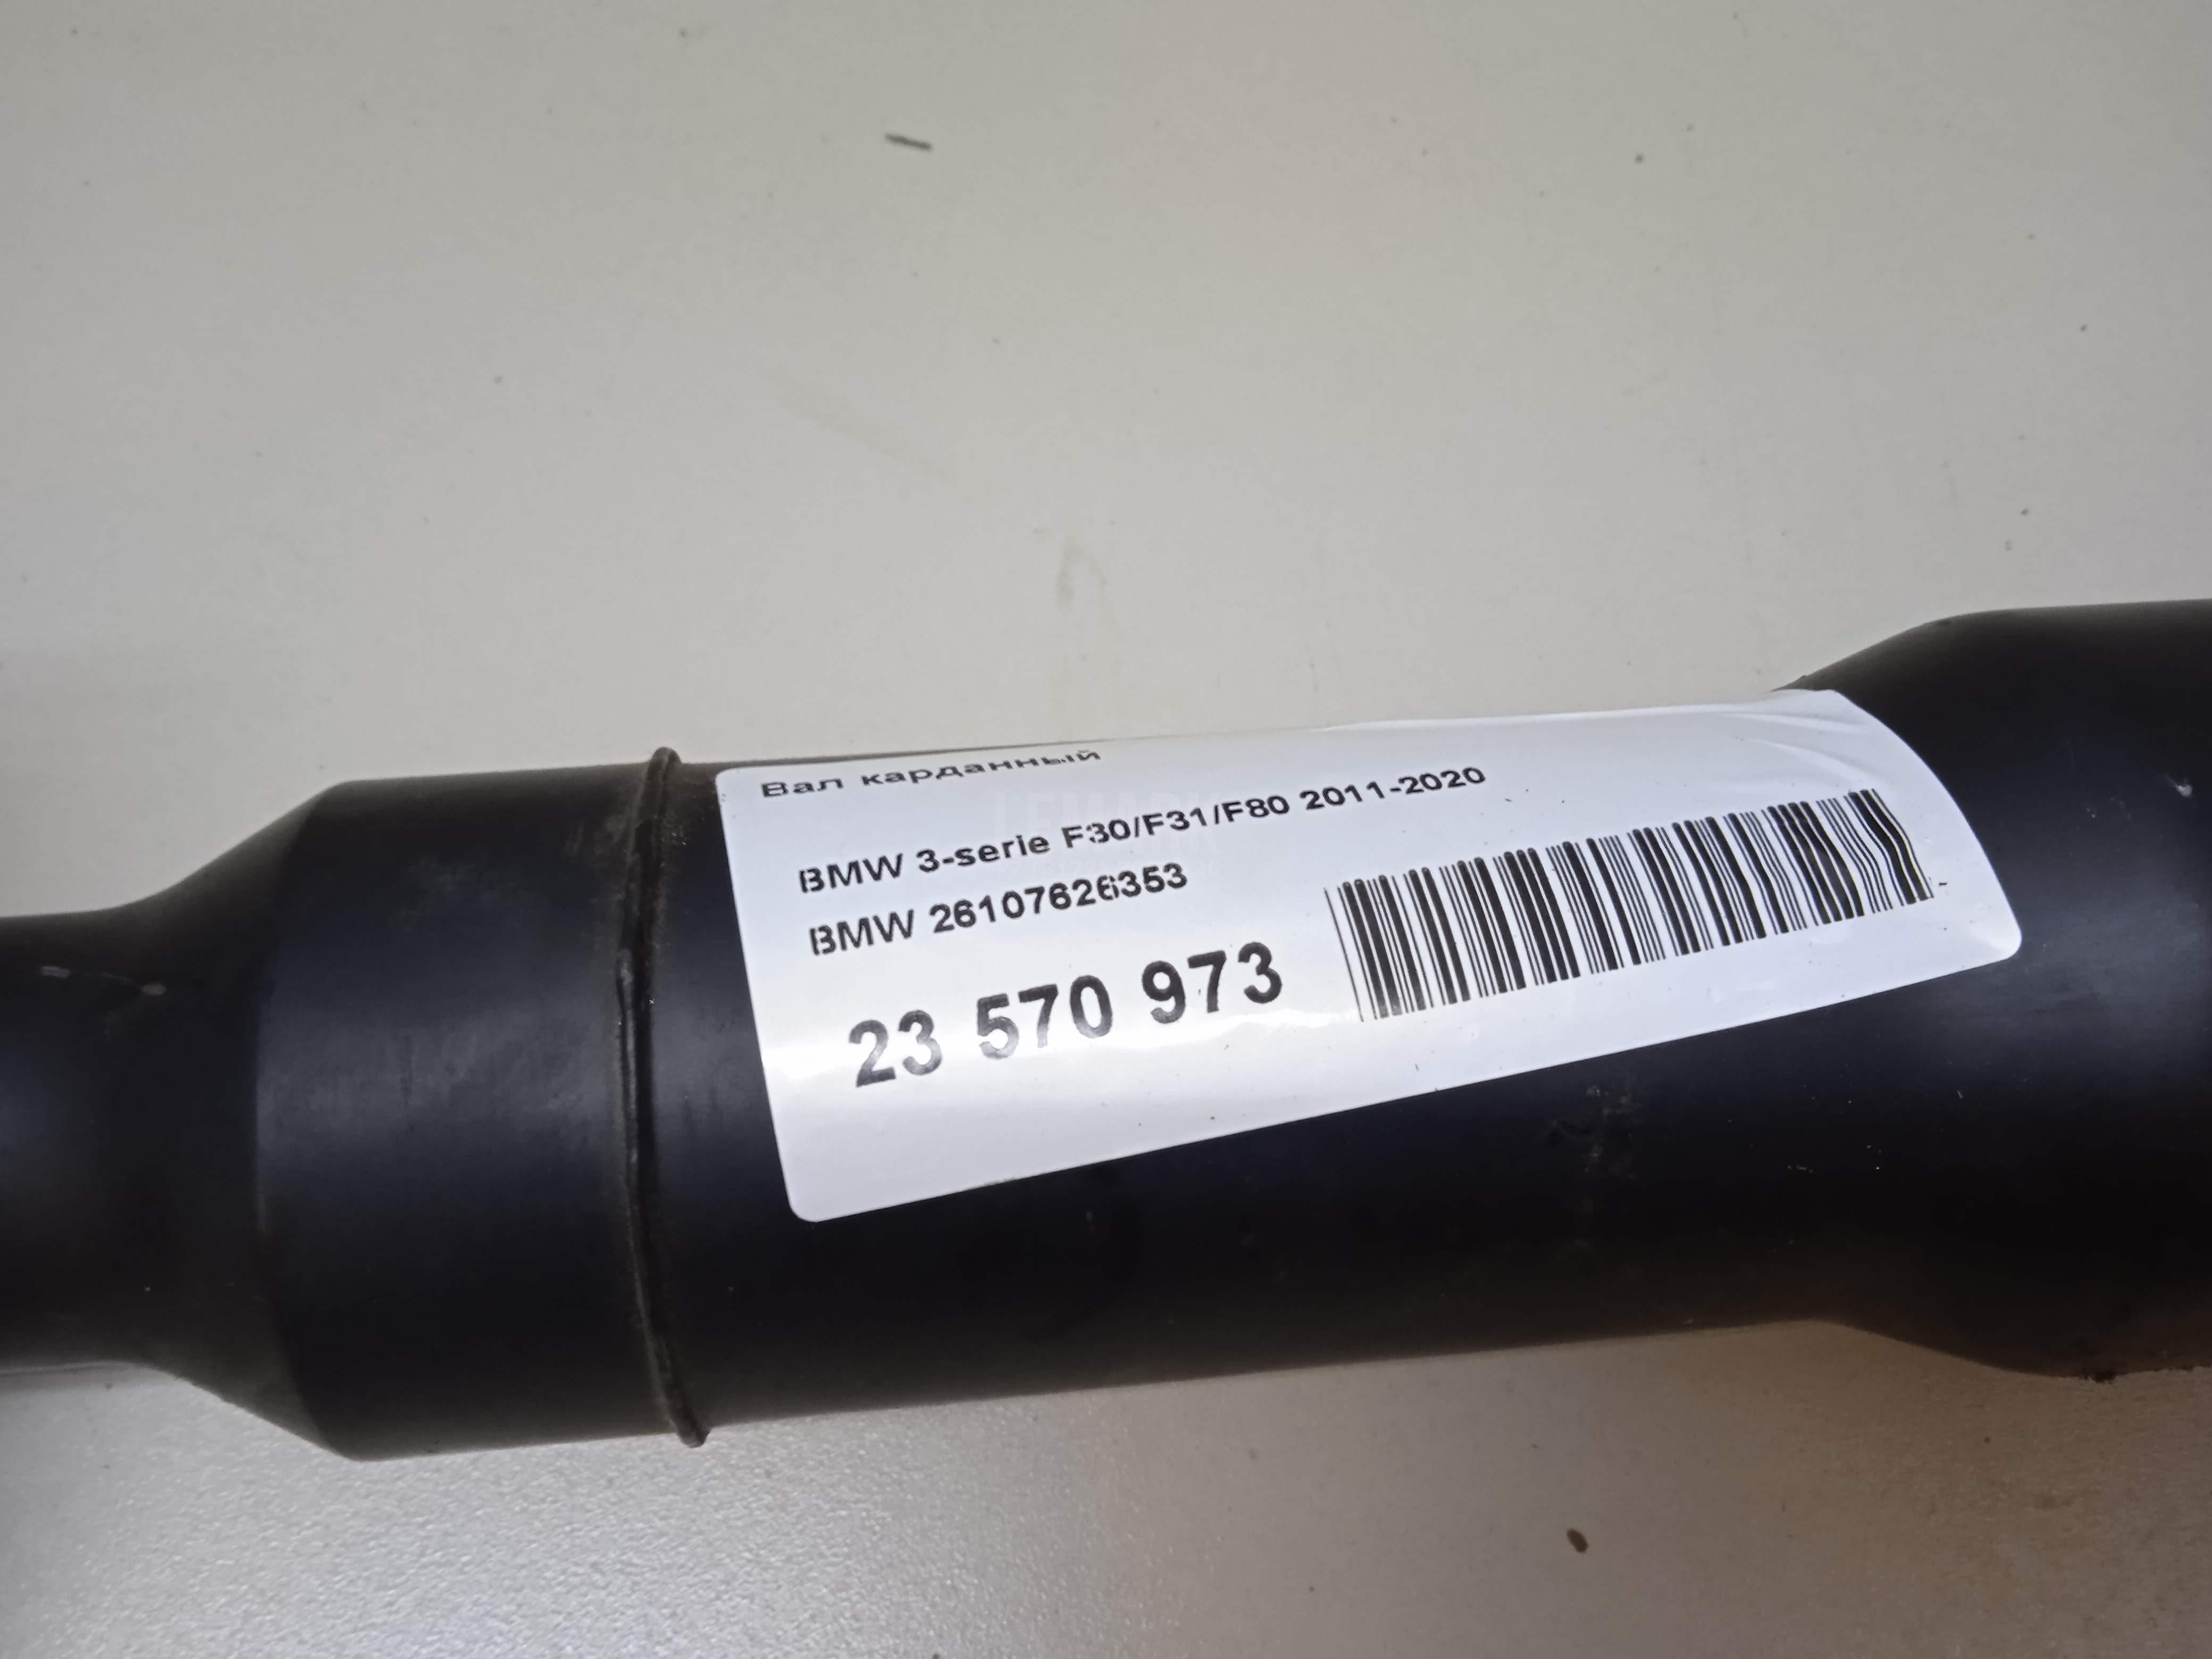 Вал карданный
BMW 3-serie F30/F31/F80 2011-2020
BMW 26107626353
23 570 973